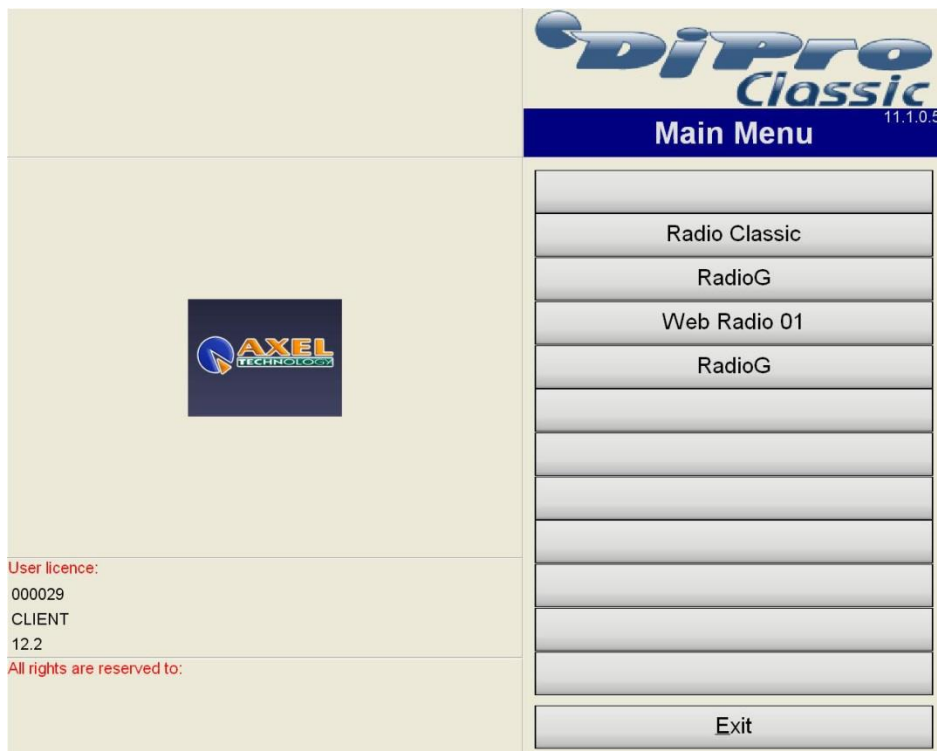 DjPro
Classic
11.1.0.5
Main Menu
Radio Classic
RadioG
Web Radio 01
RadioG
AXEL
TECHNOLOGY
User licence:
000029
CLIENT
12.2
All rights are reserved to:
Exit